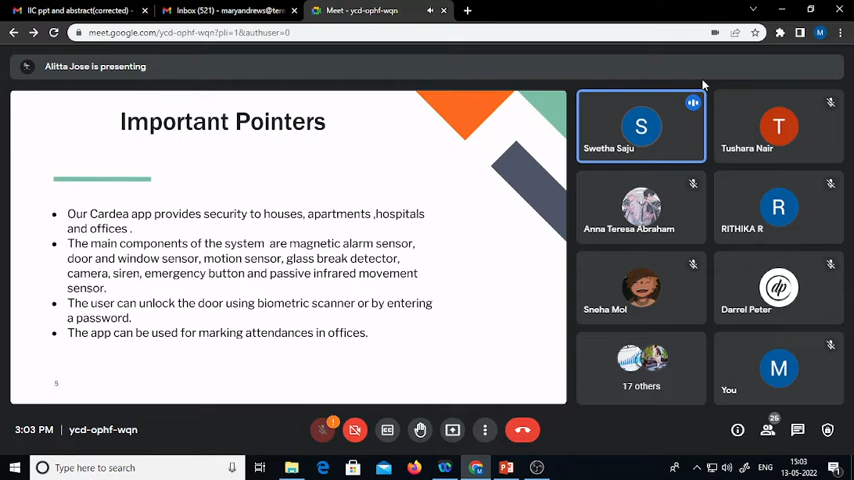 IIC ppt and abstract(corrected) -
Inbox (521) - maryandrews@ter
Meet - ycd-ophf-wqn
meet.google.com/ycd-ophf-wqn?pli=1&authuser=0
M
Alitta Jose is presenting
Important Pointers
• Our Cardea app provides security to houses, apartments ,hospitals
and offices .
• The main components of the system are magnetic alarm sensor,
door and window sensor, motion sensor, glass break detector,
camera, siren, emergency button and passive infrared movement
sensor.
• The user can unlock the door using biometric scanner or by entering
a password.
• The app can be used for marking attendances in offices.
5
S
Swetha Saju
T
Tushara Nair
Anna Teresa Abraham
R
RITHIKA R
Sneha Mol
dp
Darrel Peter
17 others
M
You
3:03 PM | ycd-ophf-wqn
26
Type here to search
ENG
15:03
13-05-2022